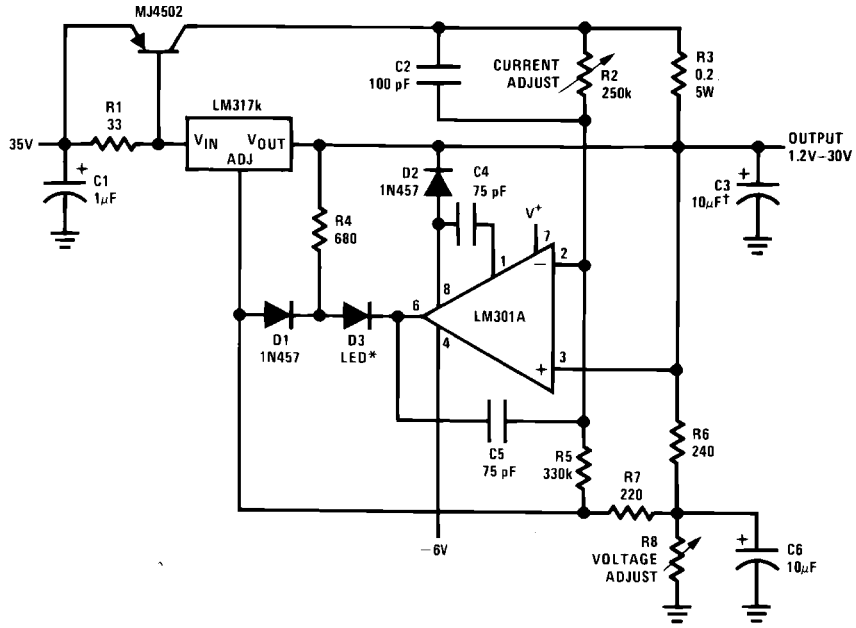 MJ4502
C2
100 pF
CURRENT
ADJUST
R2
250k
R3
0.2
5W
R1
33
LM317k
35V
VIN
VOUT
ADJ
OUTPUT
1.2V–30V
+
C1
1μF
D2
1N457
C4
75 pF
V+
+
C3
10μF†
R4
680
1
7
−
2
8
6
LM301A
4
D1
1N457
D3
LED*
+
3
C5
75 pF
R5
330k
R6
240
R7
220
−6V
R8
VOLTAGE
ADJUST
+
C6
10μF